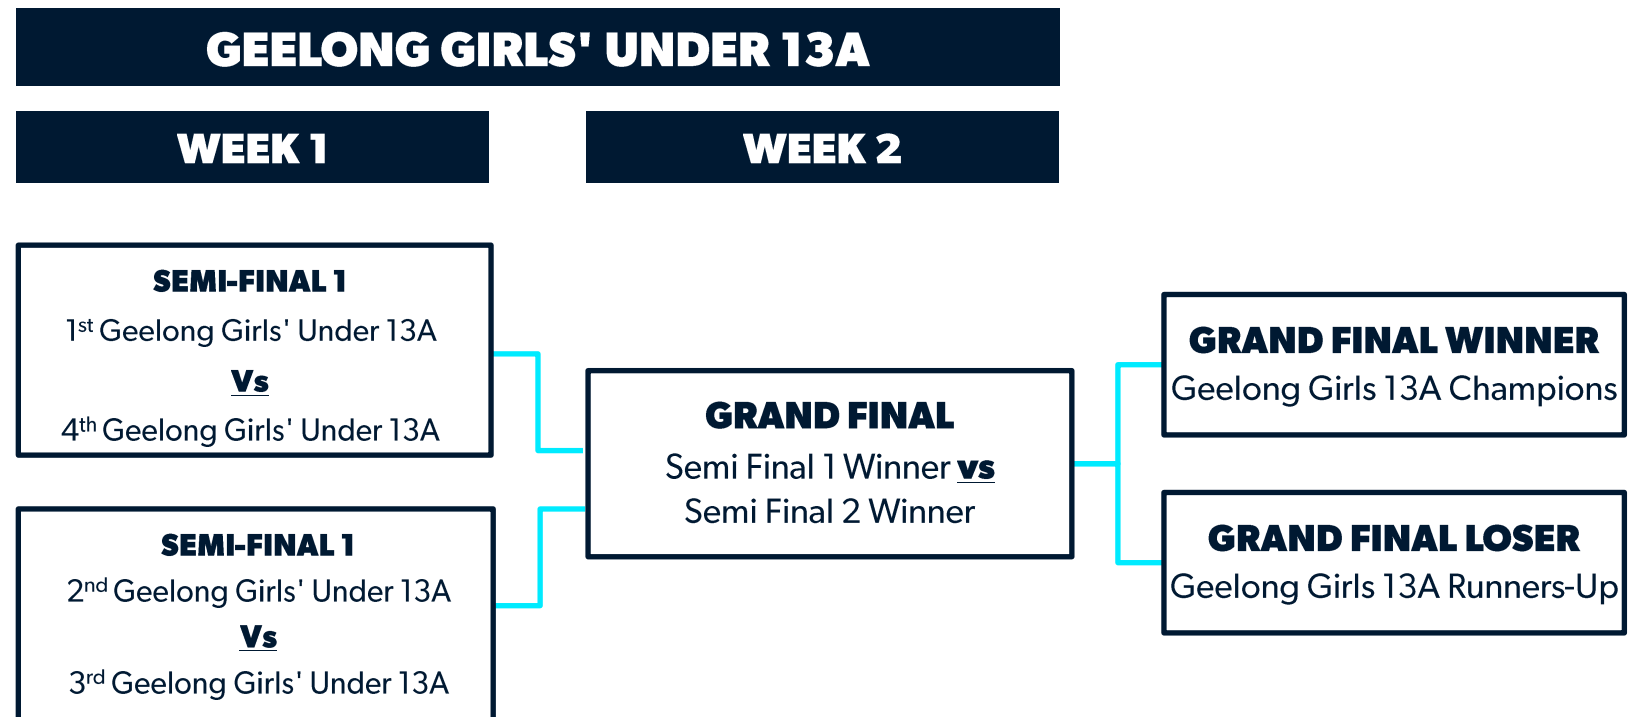 GEELONG GIRLS' UNDER 13A
WEEK 1
WEEK 2
SEMI-FINAL 1
1st Geelong Girls' Under 13A
Vs
4th Geelong Girls' Under 13A
SEMI-FINAL 1
2nd Geelong Girls' Under 13A
Vs
3rd Geelong Girls' Under 13A
GRAND FINAL
Semi Final 1 Winner vs
Semi Final 2 Winner
GRAND FINAL WINNER
Geelong Girls 13A Champions
GRAND FINAL LOSER
Geelong Girls 13A Runners-Up